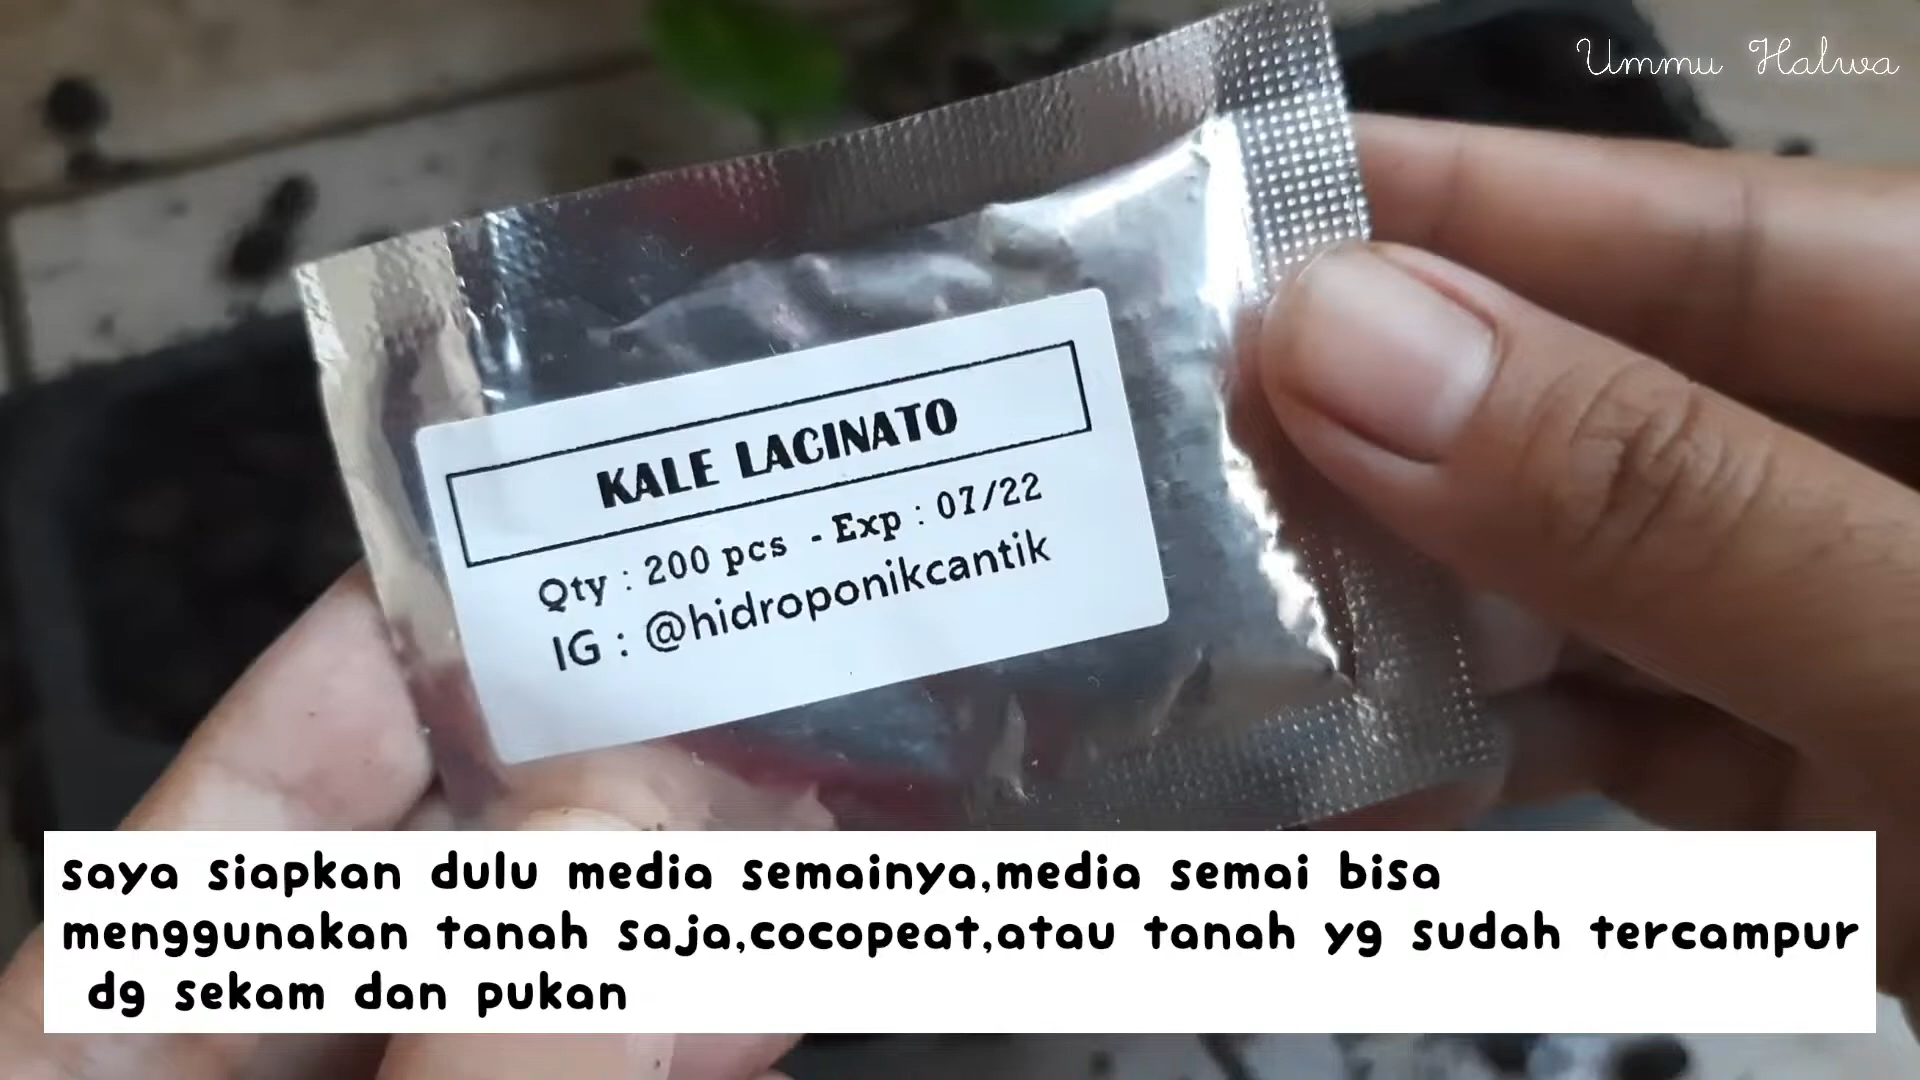 Ummu Halwa
KALE LACINATO
Qty : 200 pcs - Exp : 07/22
IG : @hidroponikcantik
saya siapkan dulu media semainya,media semai bisa
menggunakan tanah saja,cocopeat,atau tanah yg sudah tercampur
dg sekam dan pukan